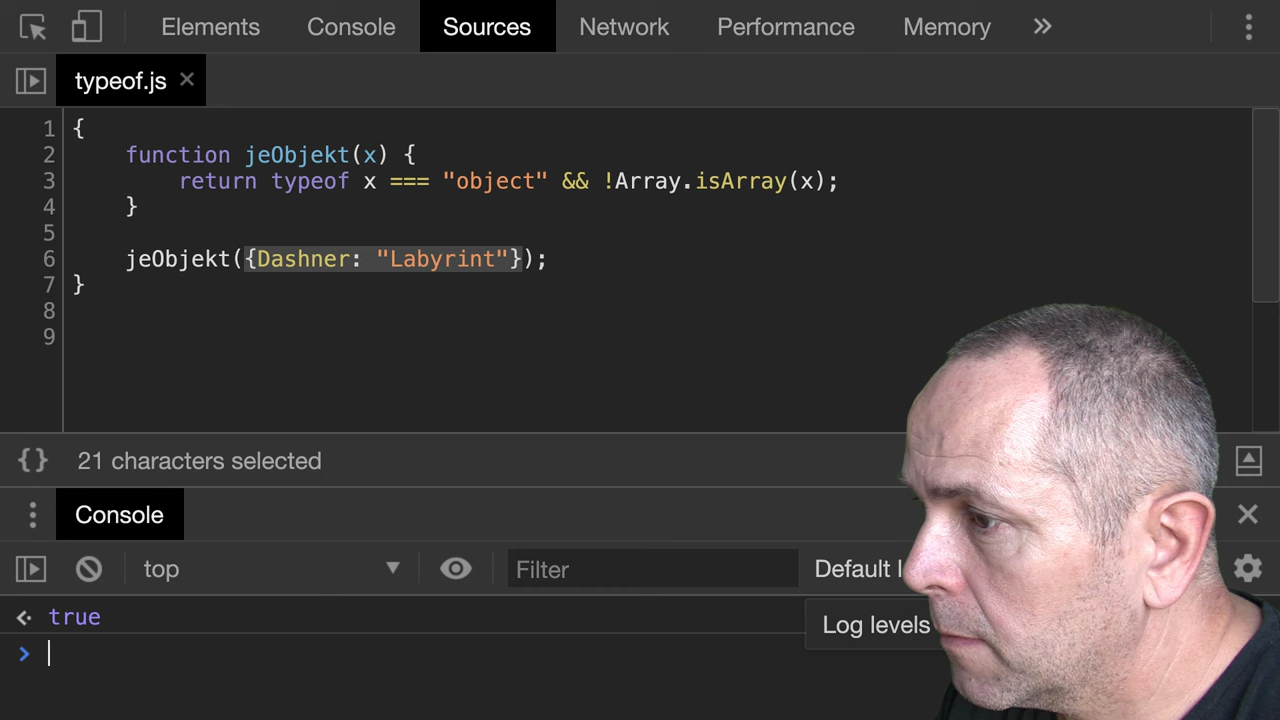 Elements Console Sources Network Performance Memory »
typeof.js ×
1 {
2 function jeObjekt(x) {
3 return typeof x === "object" && !Array.isArray(x);
4 }
5
6 jeObjekt({Dashner: "Labyrint"});
7 }
8
9
{} 21 characters selected
Console
top ▼ Filter Default l
true
Log levels
>